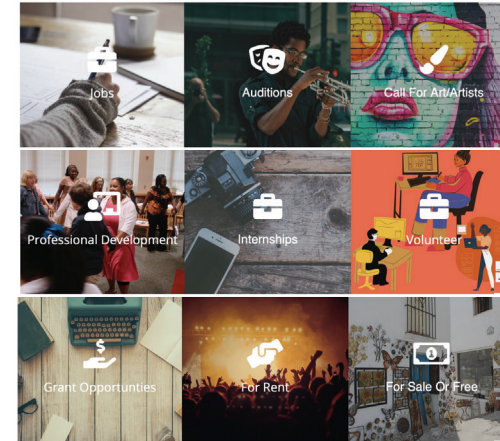 Jobs
Auditions
Call For Art/Artists
Professional Development
Internships
Volunteer
Grant Opportunties
For Rent
For Sale Or Free